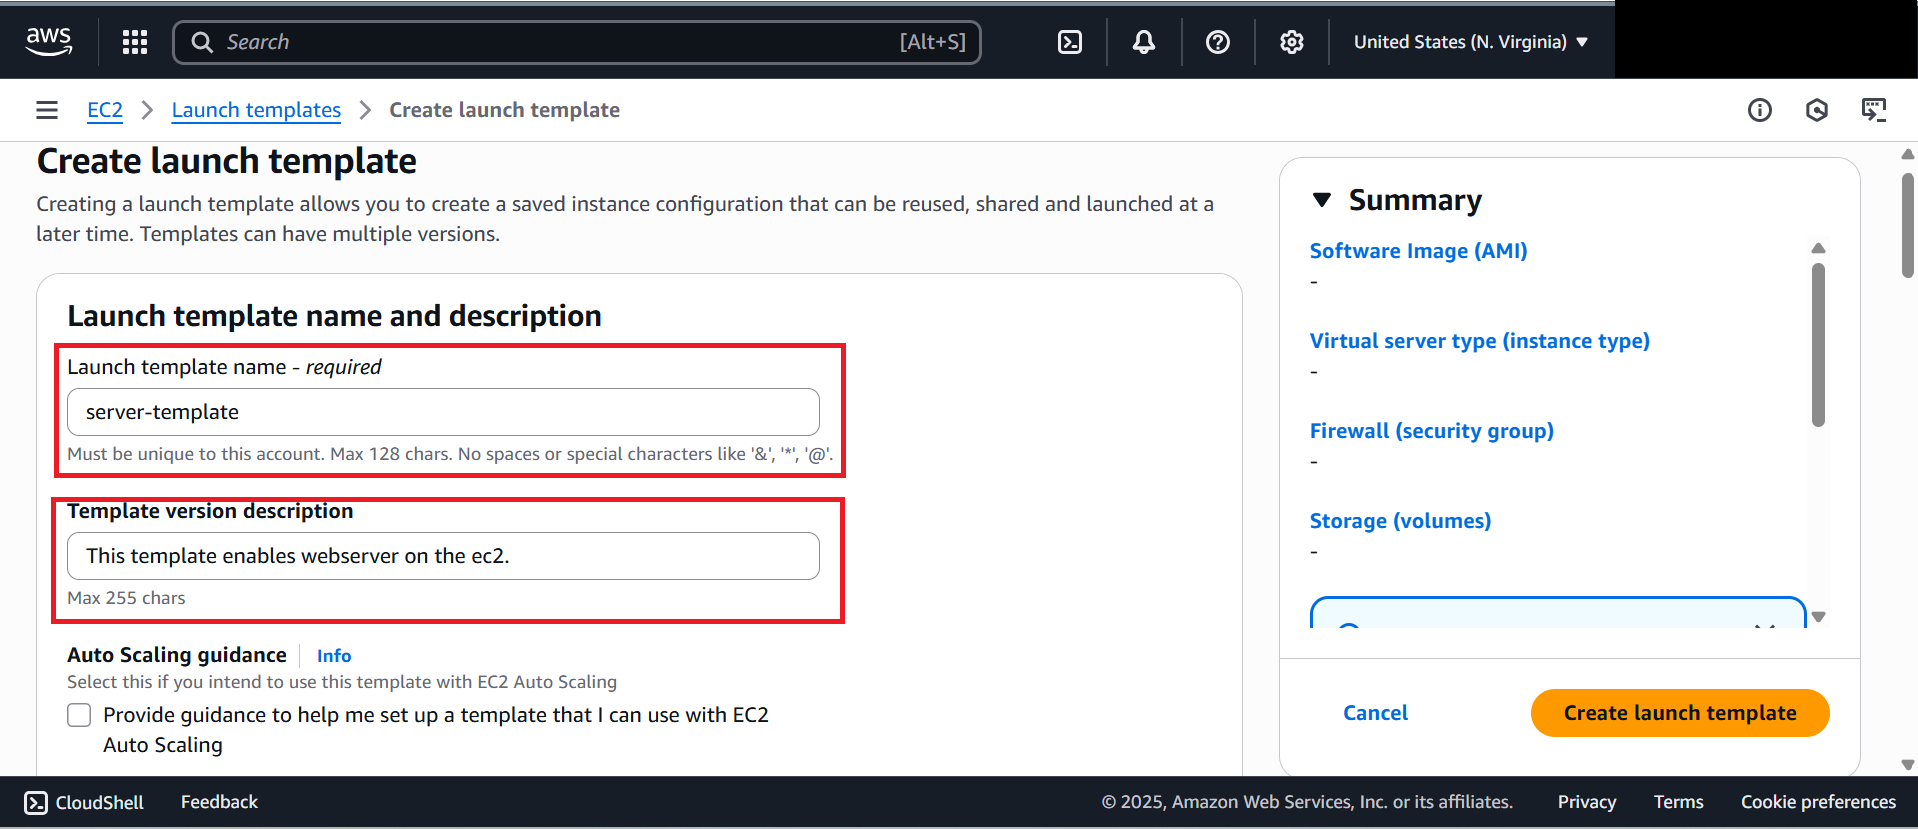 aws
Search [Alt+S]
United States (N. Virginia)
EC2 Launch templates Create launch template
Create launch template
Creating a launch template allows you to create a saved instance configuration that can be reused, shared and launched at a
later time. Templates can have multiple versions.
Launch template name and description
Launch template name - required
server-template
Must be unique to this account. Max 128 chars. No spaces or special characters like '&', '*', '@'.
Template version description
This template enables webserver on the ec2.
Max 255 chars
Auto Scaling guidance Info
Select this if you intend to use this template with EC2 Auto Scaling
Provide guidance to help me set up a template that I can use with EC2
Auto Scaling
Summary
Software Image (AMI)
-
Virtual server type (instance type)
-
Firewall (security group)
-
Storage (volumes)
-
Cancel Create launch template
CloudShell Feedback © 2025, Amazon Web Services, Inc. or its affiliates. Privacy Terms Cookie preferences